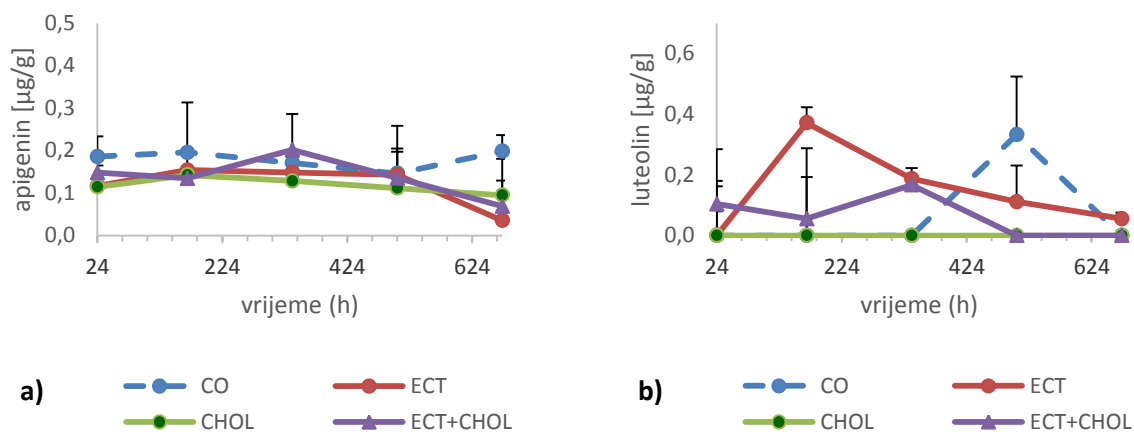 0,5
0,4
0,3
0,2
0,1
0,0
apigenin [µg/g]
24 224 424 624
vrijeme (h)
a)
CO ECT
CHOL ECT+CHOL
0,6
0,4
0,2
0,0
luteolin [µg/g]
24 224 424 624
vrijeme (h)
b)
CO ECT
CHOL ECT+CHOL